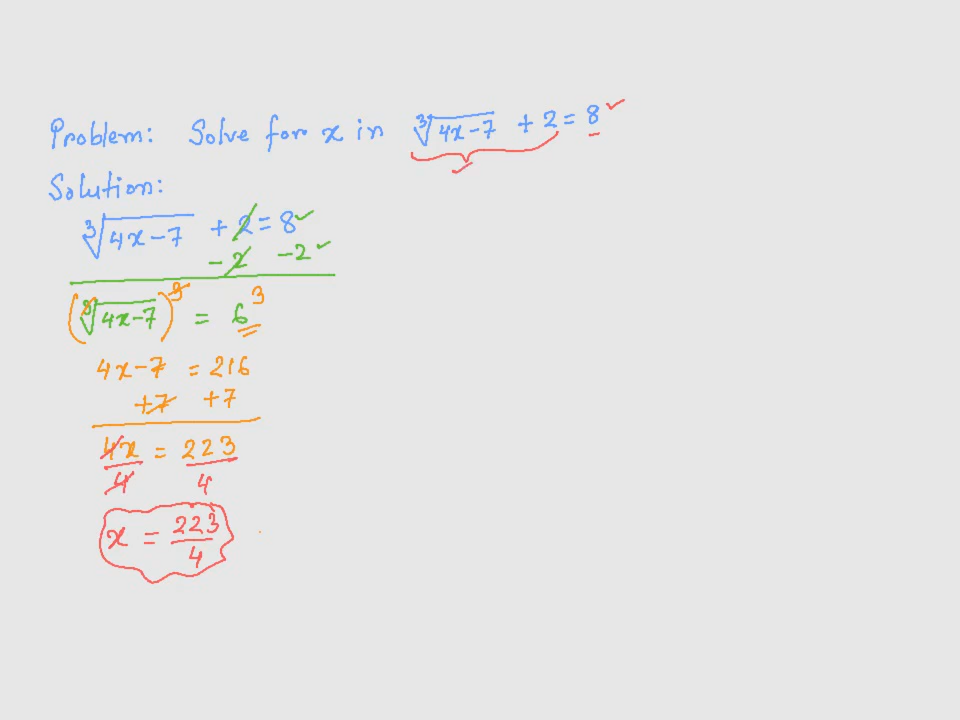 Problem: Solve for x in ∛(4x-7) + 2 = 8 ✓
✓
Solution:
∛(4x-7) + 2 = 8 ✓
-2 -2 ✓
(∛(4x-7))³ = 6³
4x-7 = 216
+7 +7
4x/4 = 223/4
x = 223/4